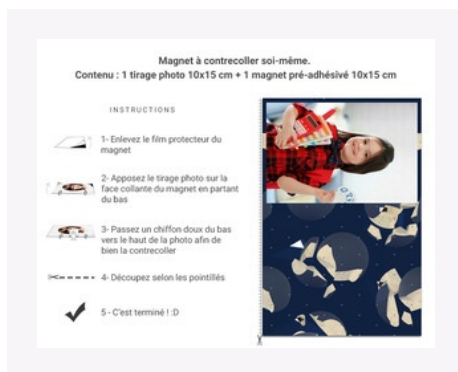 Magnet à contrecoller soi-même.
Contenu : 1 tirage photo 10x15 cm + 1 magnet pré-adhésivé 10x15 cm
INSTRUCTIONS
1- Enlevez le film protecteur du
magnet
2- Apposez le tirage photo sur la
face collante du magnet en partant
du bas
3- Passez un chiffon doux du bas
vers le haut de la photo afin de
bien la contrecoller
4- Découpez selon les pointillés
5 - C'est terminé ! :D